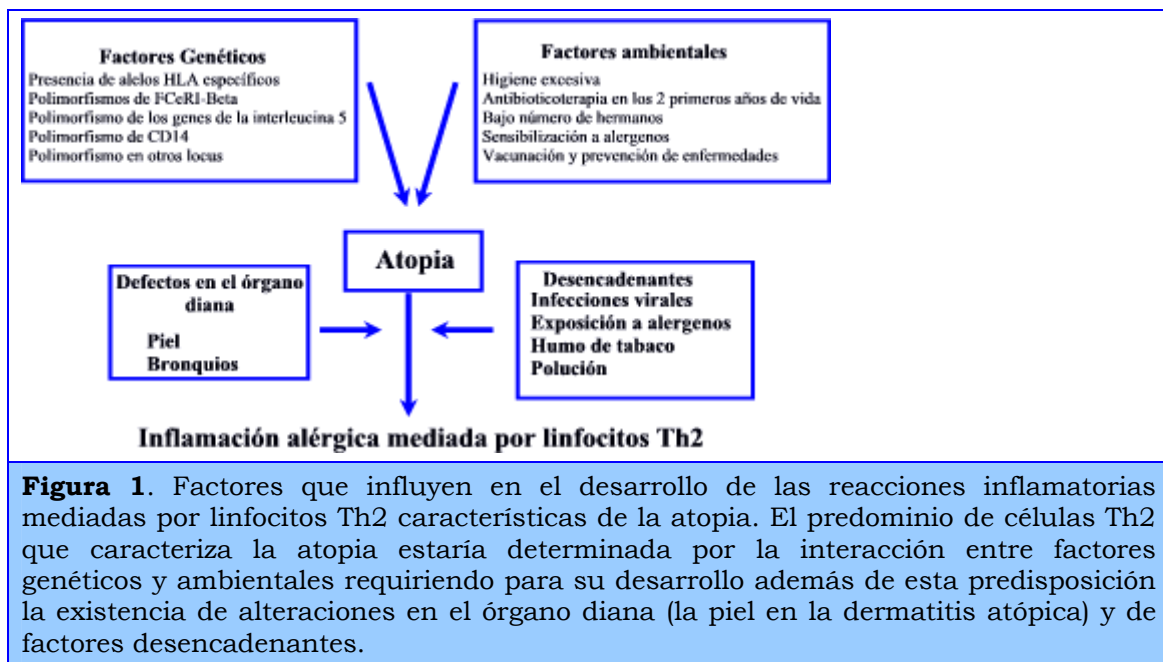 Factores Genéticos
Presencia de alelos HLA específicos
Polimorfismos de FCeRI-Beta
Polimorfismo de los genes de la interleucina 5
Polimorfismo de CD14
Polimorfismo en otros locus
Factores ambientales
Higiene excesiva
Antibioticoterapia en los 2 primeros años de vida
Bajo número de hermanos
Sensibilización a alergenos
Vacunación y prevención de enfermedades
Atopia
Defectos en el órgano
diana
Piel
Bronquios
Desencadenantes
Infecciones virales
Exposición a alergenos
Humo de tabaco
Polución
Inflamación alérgica mediada por linfocitos Th2
Figura 1. Factores que influyen en el desarrollo de las reacciones inflamatorias
mediadas por linfocitos Th2 características de la atopia. El predominio de células Th2
que caracteriza la atopia estaría determinada por la interacción entre factores
genéticos y ambientales requiriendo para su desarrollo además de esta predisposición
la existencia de alteraciones en el órgano diana (la piel en la dermatitis atópica) y de
factores desencadenantes.